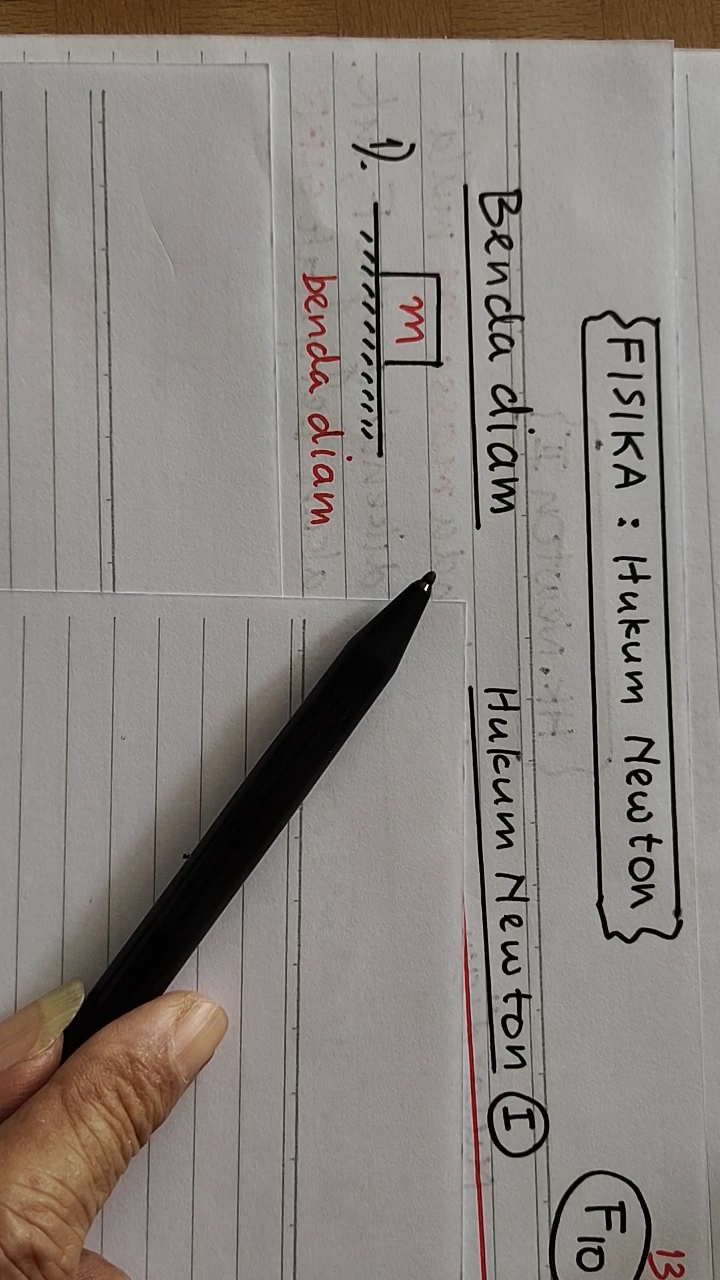 13
{FISIKA : Hukum Newton}
F10
Benda diam
Hukum Newton I
1).
m
benda diam